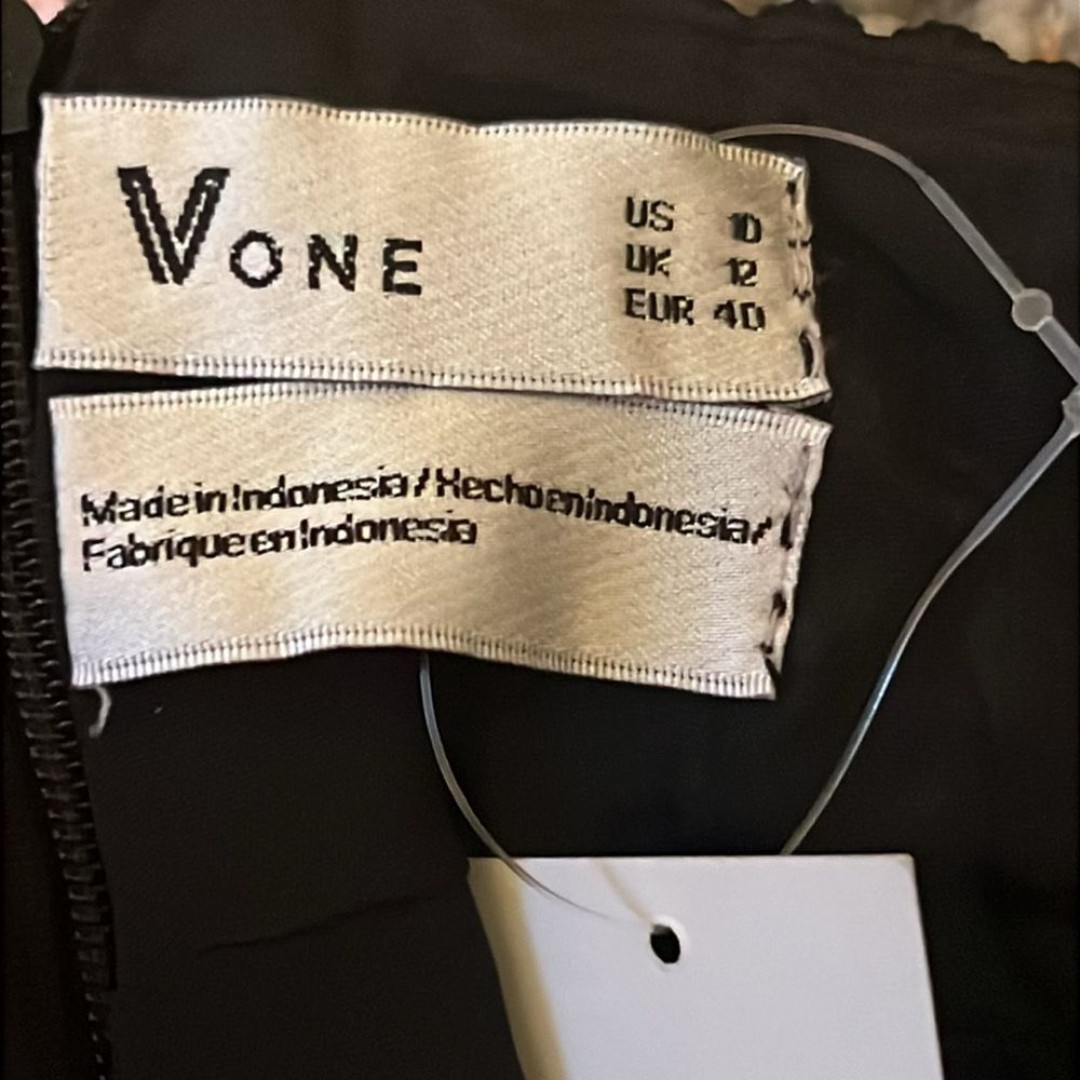 VONE
US 10
UK 12
EUR 40
Made in Indonesia / Hecho en Indonesia /
Fabrique en Indonesia